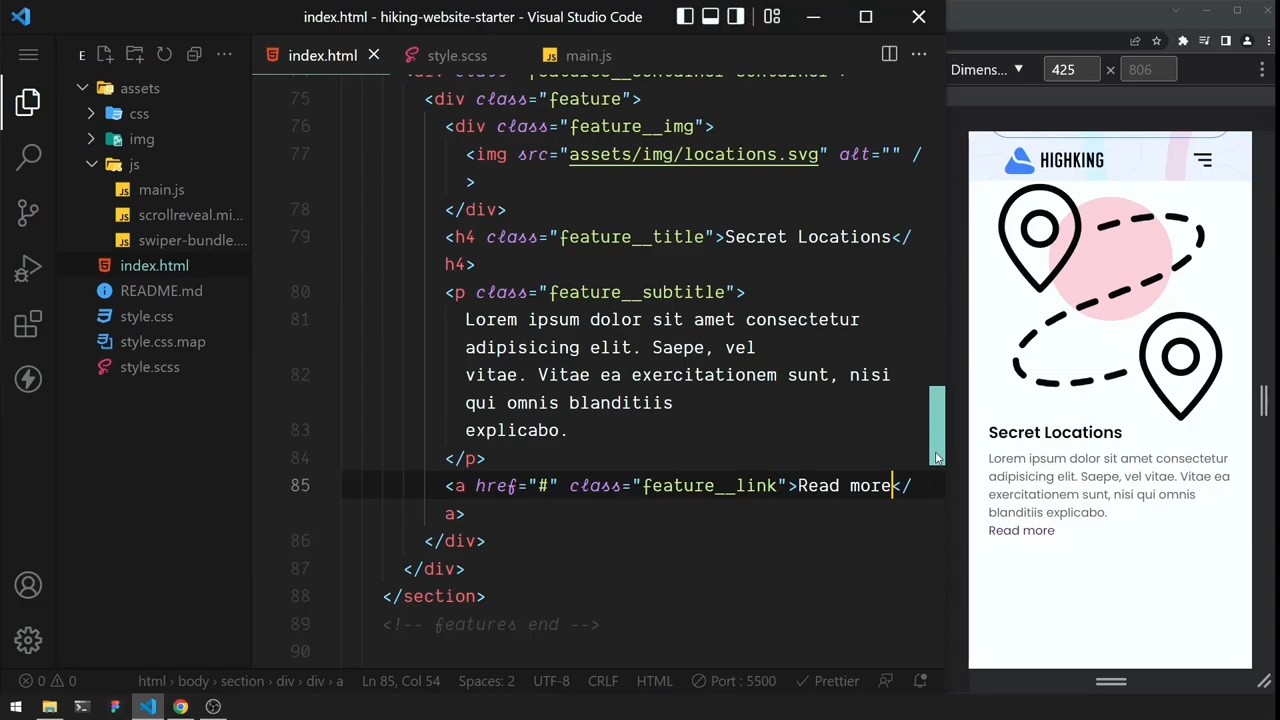 index.html - hiking-website-starter - Visual Studio Code
E
index.html
style.scss
main.js
assets
css
img
js
main.js
scrollreveal.mi...
swiper-bundle....
index.html
README.md
style.css
style.css.map
style.scss
75 <div class="feature">
76 <div class="feature__img">
77 <img src="assets/img/locations.svg" alt="" /
>
78 </div>
79 <h4 class="feature__title">Secret Locations</
h4>
80 <p class="feature__subtitle">
81 Lorem ipsum dolor sit amet consectetur
adipisicing elit. Saepe, vel
82 vitae. Vitae ea exercitationem sunt, nisi
qui omnis blanditiis
83 explicabo.
84 </p>
85 <a href="#" class="feature__link">Read more</
a>
86 </div>
87 </div>
88 </section>
89 <!-- features end -->
90
0 0 html › body › section › div › div › a Ln 85, Col 54 Spaces: 2 UTF-8 CRLF HTML Port : 5500 Prettier
Dimens... 425 × 806
HIGHKING
Secret Locations
Lorem ipsum dolor sit amet consectetur
adipisicing elit. Saepe, vel vitae. Vitae ea
exercitationem sunt, nisi qui omnis
blanditiis explicabo.
Read more